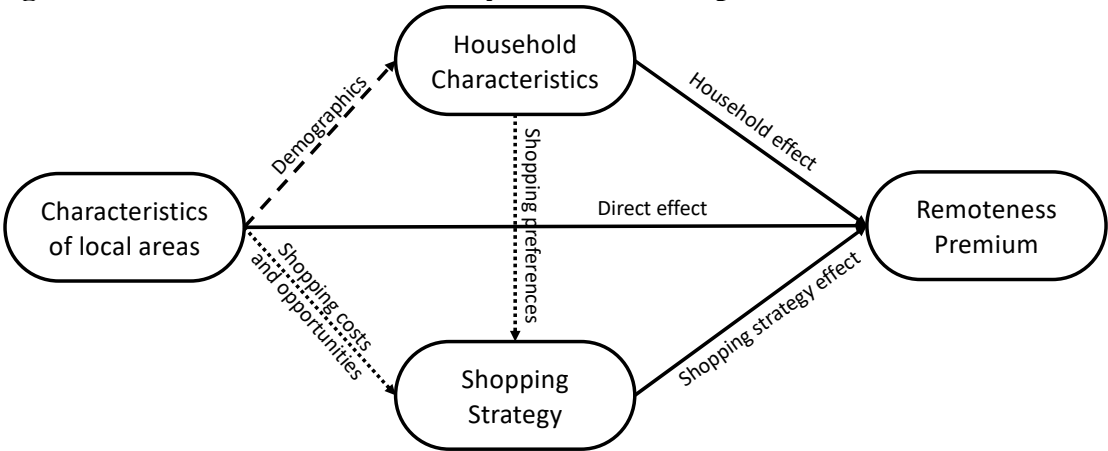 Household
Characteristics
Demographics
Household effect
Shopping preferences
Characteristics
of local areas
Direct effect
Remoteness
Premium
Shopping costs
and opportunities
Shopping strategy effect
Shopping
Strategy